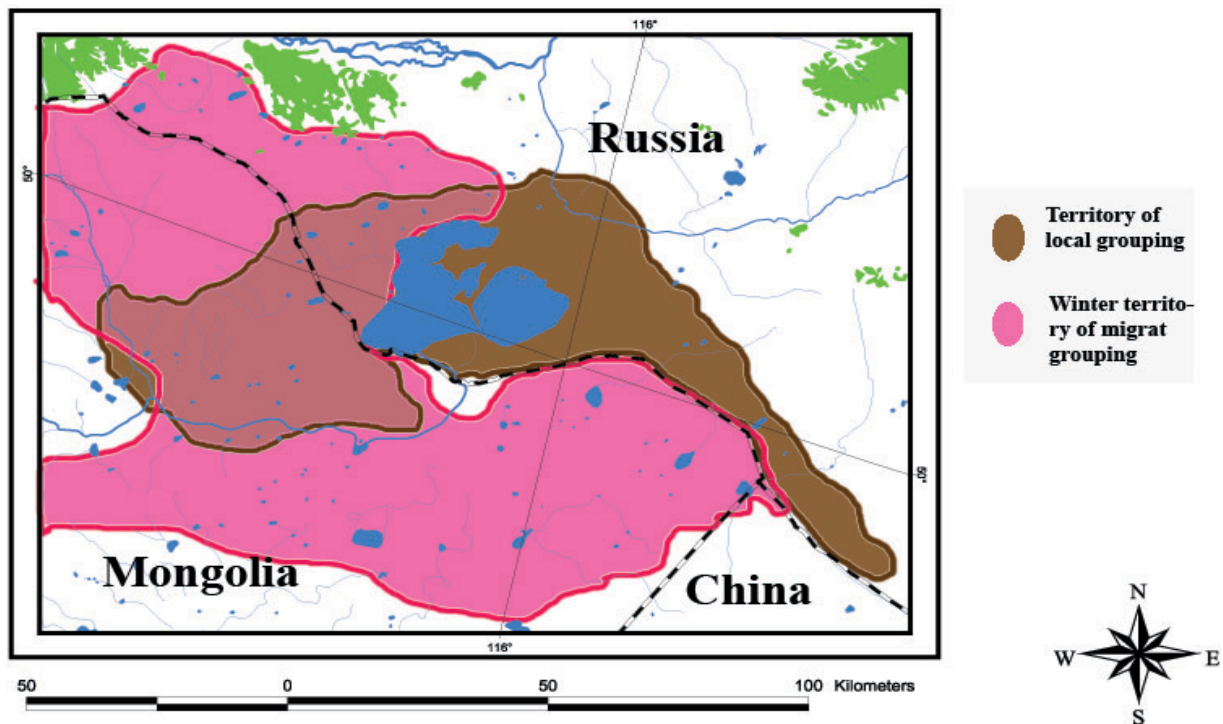 116°
Russia
50°
Territory of
local grouping
Winter territo-
ry of migrat
grouping
50°
Mongolia
China
116°
N
W E
S
50 0 50 100 Kilometers